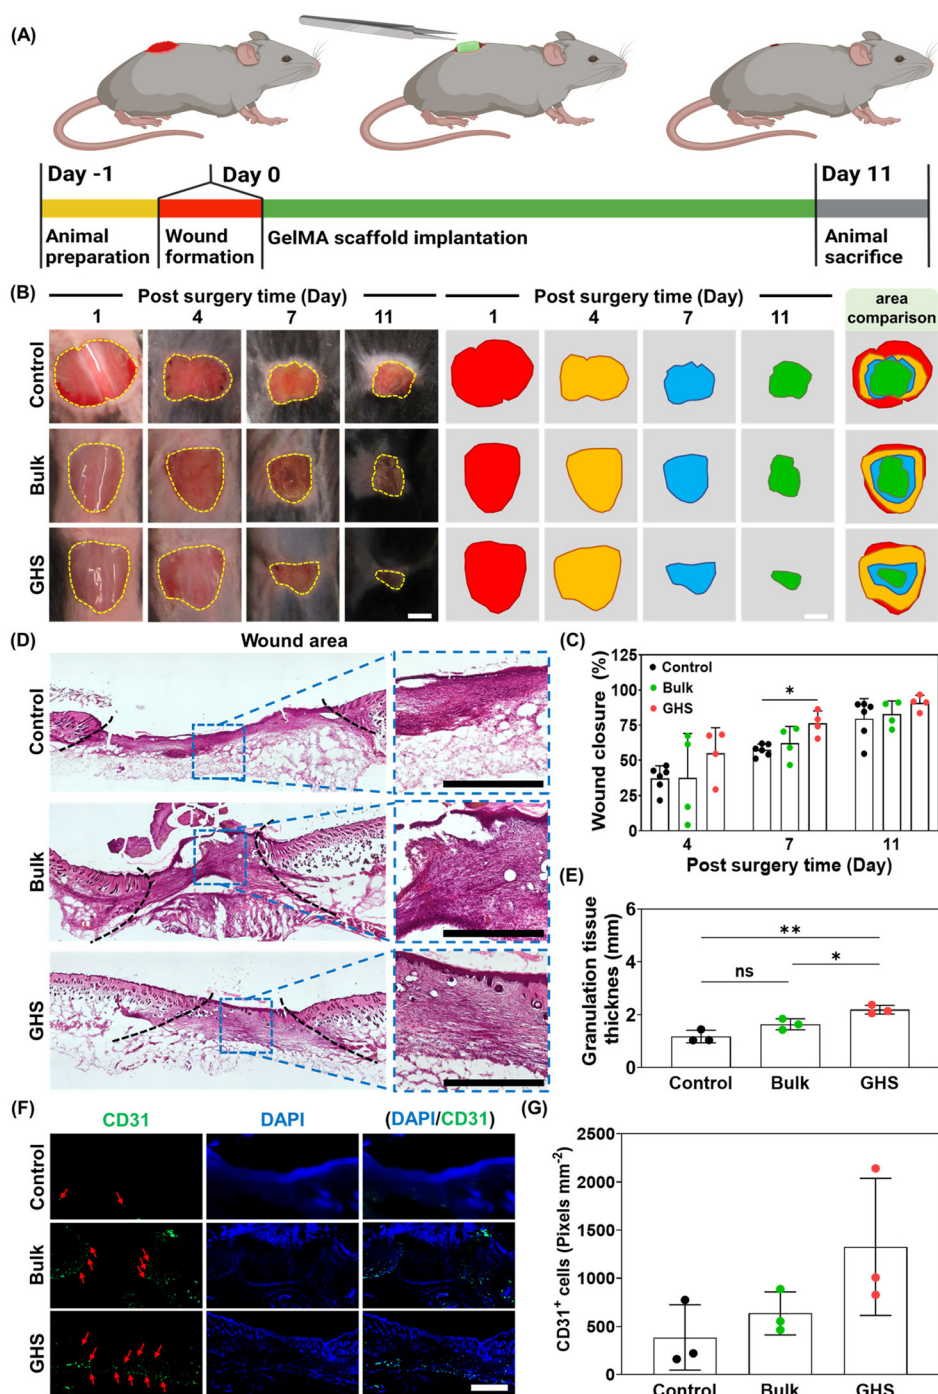 (A)
Day -1
Day 0
Day 11
Animal
preparation
Wound
formation
GelMA scaffold implantation
Animal
sacrifice
(B)
Post surgery time (Day)
1 4 7 11
Post surgery time (Day)
1 4 7 11
area
comparison
Control
Bulk
GHS
(D)
Wound area
Control
Bulk
GHS
(C)
Wound closure (%)
125
100
75
50
25
0
Control
Bulk
GHS
*
4 7 11
Post surgery time (Day)
(E)
Granulation tissue
thicknes (mm)
6
4
2
0
**
ns
*
Control Bulk GHS
(F)
CD31 DAPI (DAPI/CD31)
Control
Bulk
GHS
(G)
CD31+ cells (Pixels mm-2)
2500
2000
1500
1000
500
0
Control Bulk GHS